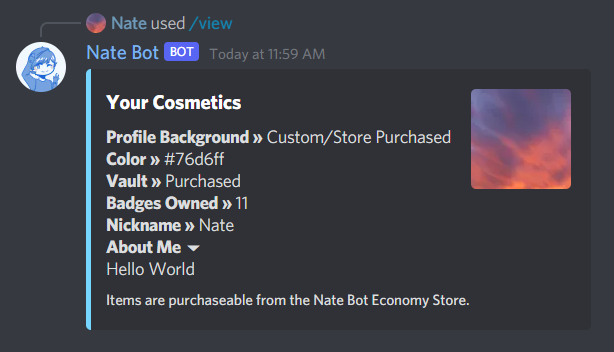 Nate used /view
Nate Bot BOT Today at 11:59 AM
Your Cosmetics
Profile Background » Custom/Store Purchased
Color » #76d6ff
Vault » Purchased
Badges Owned » 11
Nickname » Nate
About Me
Hello World
Items are purchaseable from the Nate Bot Economy Store.